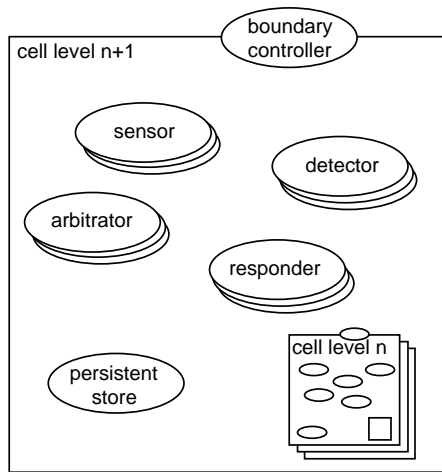 boundary
controller
cell level n+1
sensor
detector
arbitrator
responder
cell level n
persistent
store